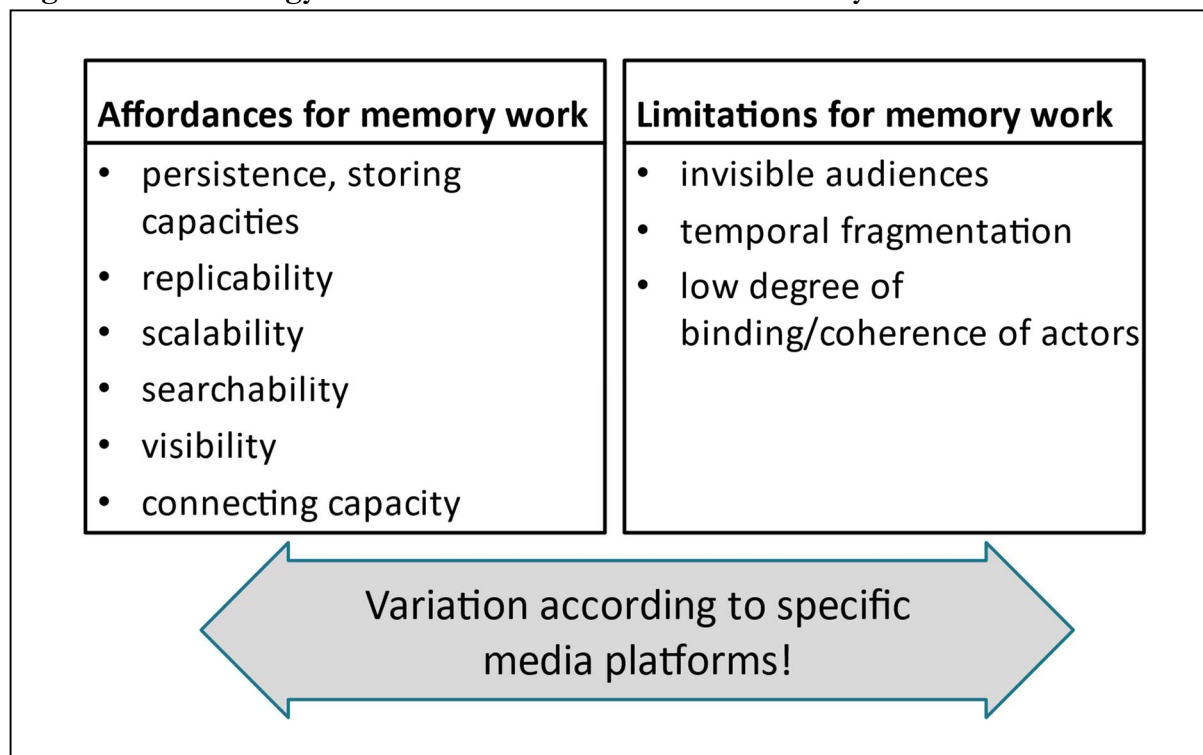 Affordances for memory work
• persistence, storing
capacities
• replicability
• scalability
• searchability
• visibility
• connecting capacity
Limitations for memory work
• invisible audiences
• temporal fragmentation
• low degree of
binding/coherence of actors
Variation according to specific
media platforms!